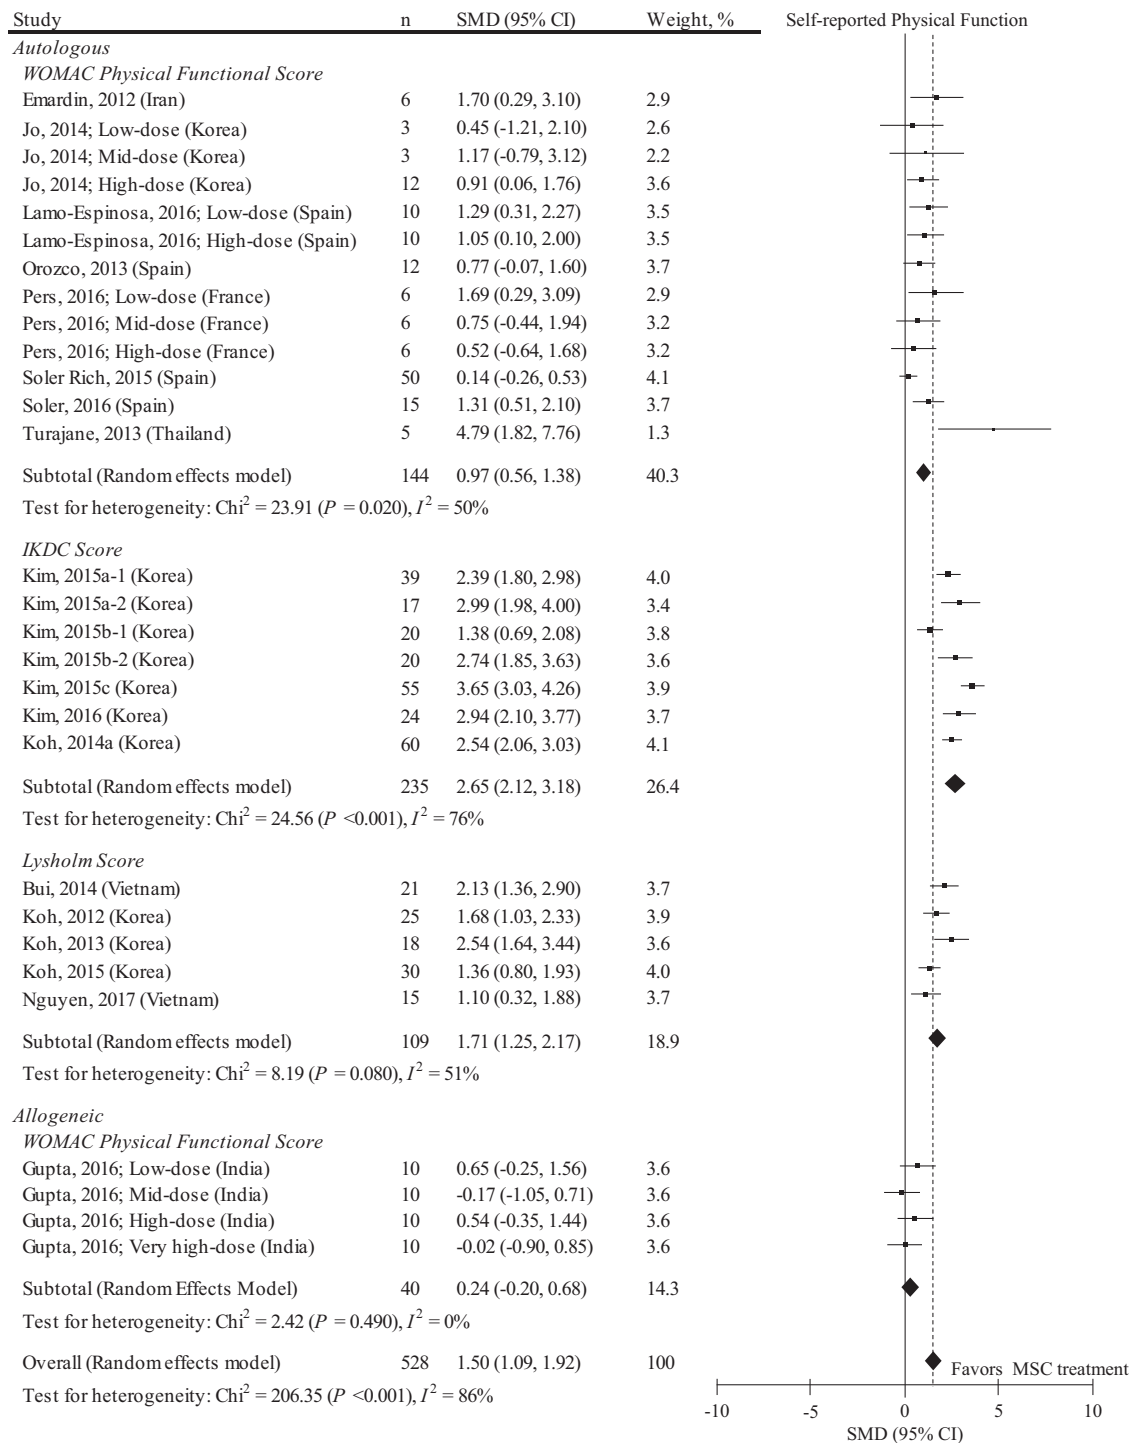 Study n SMD (95% CI) Weight, % Self-reported Physical Function
Autologous
WOMAC Physical Functional Score
Emardin, 2012 (Iran) 6 1.70 (0.29, 3.10) 2.9
Jo, 2014; Low-dose (Korea) 3 0.45 (-1.21, 2.10) 2.6
Jo, 2014; Mid-dose (Korea) 3 1.17 (-0.79, 3.12) 2.2
Jo, 2014; High-dose (Korea) 12 0.91 (0.06, 1.76) 3.6
Lamo-Espinosa, 2016; Low-dose (Spain) 10 1.29 (0.31, 2.27) 3.5
Lamo-Espinosa, 2016; High-dose (Spain) 10 1.05 (0.10, 2.00) 3.5
Orozco, 2013 (Spain) 12 0.77 (-0.07, 1.60) 3.7
Pers, 2016; Low-dose (France) 6 1.69 (0.29, 3.09) 2.9
Pers, 2016; Mid-dose (France) 6 0.75 (-0.44, 1.94) 3.2
Pers, 2016; High-dose (France) 6 0.52 (-0.64, 1.68) 3.2
Soler Rich, 2015 (Spain) 50 0.14 (-0.26, 0.53) 4.1
Soler, 2016 (Spain) 15 1.31 (0.51, 2.10) 3.7
Turajane, 2013 (Thailand) 5 4.79 (1.82, 7.76) 1.3
Subtotal (Random effects model) 144 0.97 (0.56, 1.38) 40.3
Test for heterogeneity: Chi² = 23.91 (P = 0.020), I² = 50%
IKDC Score
Kim, 2015a-1 (Korea) 39 2.39 (1.80, 2.98) 4.0
Kim, 2015a-2 (Korea) 17 2.99 (1.98, 4.00) 3.4
Kim, 2015b-1 (Korea) 20 1.38 (0.69, 2.08) 3.8
Kim, 2015b-2 (Korea) 20 2.74 (1.85, 3.63) 3.6
Kim, 2015c (Korea) 55 3.65 (3.03, 4.26) 3.9
Kim, 2016 (Korea) 24 2.94 (2.10, 3.77) 3.7
Koh, 2014a (Korea) 60 2.54 (2.06, 3.03) 4.1
Subtotal (Random effects model) 235 2.65 (2.12, 3.18) 26.4
Test for heterogeneity: Chi² = 24.56 (P <0.001), I² = 76%
Lysholm Score
Bui, 2014 (Vietnam) 21 2.13 (1.36, 2.90) 3.7
Koh, 2012 (Korea) 25 1.68 (1.03, 2.33) 3.9
Koh, 2013 (Korea) 18 2.54 (1.64, 3.44) 3.6
Koh, 2015 (Korea) 30 1.36 (0.80, 1.93) 4.0
Nguyen, 2017 (Vietnam) 15 1.10 (0.32, 1.88) 3.7
Subtotal (Random effects model) 109 1.71 (1.25, 2.17) 18.9
Test for heterogeneity: Chi² = 8.19 (P = 0.080), I² = 51%
Allogeneic
WOMAC Physical Functional Score
Gupta, 2016; Low-dose (India) 10 0.65 (-0.25, 1.56) 3.6
Gupta, 2016; Mid-dose (India) 10 -0.17 (-1.05, 0.71) 3.6
Gupta, 2016; High-dose (India) 10 0.54 (-0.35, 1.44) 3.6
Gupta, 2016; Very high-dose (India) 10 -0.02 (-0.90, 0.85) 3.6
Subtotal (Random Effects Model) 40 0.24 (-0.20, 0.68) 14.3
Test for heterogeneity: Chi² = 2.42 (P = 0.490), I² = 0%
Overall (Random effects model) 528 1.50 (1.09, 1.92) 100 Favors MSC treatment
Test for heterogeneity: Chi² = 206.35 (P <0.001), I² = 86%
-10 -5 0 5 10
SMD (95% CI)